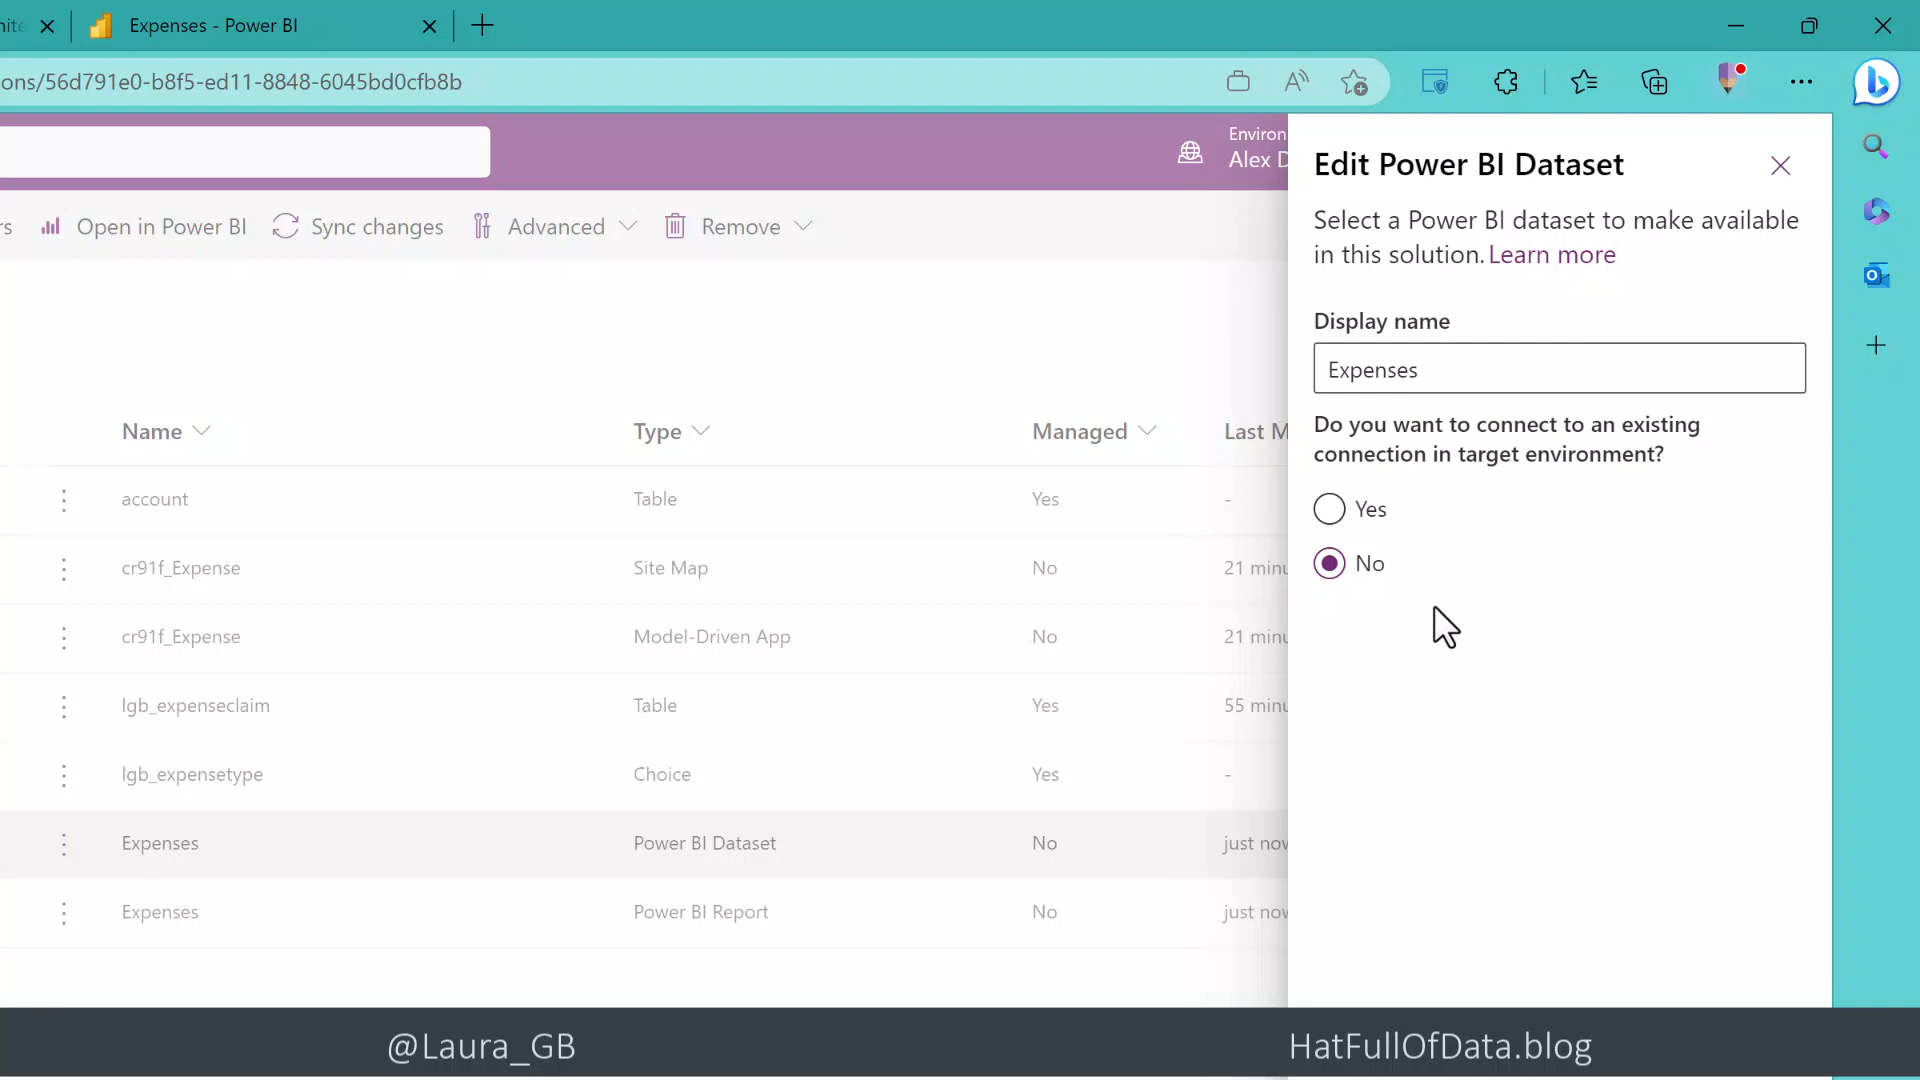 Expenses - Power BI
ons/56d791e0-b8f5-ed11-8848-6045bd0cfb8b
Environ
Alex D
Open in Power BI
Sync changes
Advanced
Remove
Name
Type
Managed
Last M
account
Table
Yes
-
cr91f_Expense
Site Map
No
21 minu
cr91f_Expense
Model-Driven App
No
21 minu
lgb_expenseclaim
Table
Yes
55 minu
lgb_expensetype
Choice
Yes
-
Expenses
Power BI Dataset
No
just now
Expenses
Power BI Report
No
just now
Edit Power BI Dataset
Select a Power BI dataset to make available
in this solution. Learn more
Display name
Expenses
Do you want to connect to an existing
connection in target environment?
Yes
No
@Laura_GB
HatFullOfData.blog